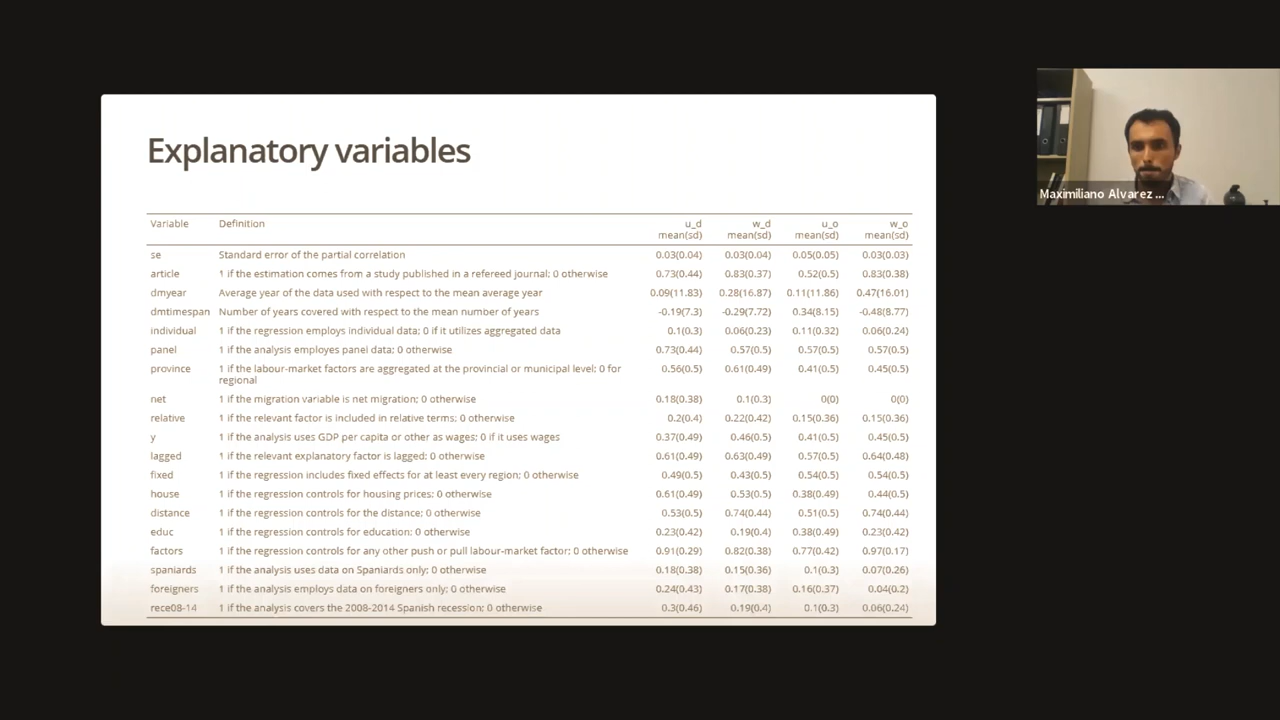 Explanatory variables
Variable Definition u_d w_d u_o w_o
mean(sd) mean(sd) mean(sd) mean(sd)
se Standard error of the partial correlation 0.03(0.04) 0.03(0.04) 0.05(0.05) 0.03(0.03)
article 1 if the estimation comes from a study published in a refereed journal; 0 otherwise 0.73(0.44) 0.83(0.37) 0.52(0.5) 0.83(0.38)
dmyear Average year of the data used with respect to the mean average year 0.09(11.83) 0.28(16.87) 0.11(11.86) 0.47(16.01)
dmtimespan Number of years covered with respect to the mean number of years -0.19(7.3) -0.29(7.72) 0.34(8.15) -0.48(8.77)
individual 1 if the regression employs individual data; 0 if it utilizes aggregated data 0.1(0.3) 0.06(0.23) 0.11(0.32) 0.06(0.24)
panel 1 if the analysis employes panel data; 0 otherwise 0.73(0.44) 0.57(0.5) 0.57(0.5) 0.57(0.5)
province 1 if the labour-market factors are aggregated at the provincial or municipal level; 0 for 0.56(0.5) 0.61(0.49) 0.41(0.5) 0.45(0.5)
regional
net 1 if the migration variable is net migration; 0 otherwise 0.18(0.38) 0.1(0.3) 0(0) 0(0)
relative 1 if the relevant factor is included in relative terms; 0 otherwise 0.2(0.4) 0.22(0.42) 0.15(0.36) 0.15(0.36)
y 1 if the analysis uses GDP per capita or other as wages; 0 if it uses wages 0.37(0.49) 0.46(0.5) 0.41(0.5) 0.45(0.5)
lagged 1 if the relevant explanatory factor is lagged; 0 otherwise 0.61(0.49) 0.63(0.49) 0.57(0.5) 0.64(0.48)
fixed 1 if the regression includes fixed effects for at least every region; 0 otherwise 0.49(0.5) 0.43(0.5) 0.54(0.5) 0.54(0.5)
house 1 if the regression controls for housing prices; 0 otherwise 0.61(0.49) 0.53(0.5) 0.38(0.49) 0.44(0.5)
distance 1 if the regression controls for the distance; 0 otherwise 0.53(0.5) 0.74(0.44) 0.51(0.5) 0.74(0.44)
educ 1 if the regression controls for education; 0 otherwise 0.23(0.42) 0.19(0.4) 0.38(0.49) 0.23(0.42)
factors 1 if the regression controls for any other push or pull labour-market factor; 0 otherwise 0.91(0.29) 0.82(0.38) 0.77(0.42) 0.97(0.17)
spaniards 1 if the analysis uses data on Spaniards only; 0 otherwise 0.18(0.38) 0.15(0.36) 0.1(0.3) 0.07(0.26)
foreigners 1 if the analysis employs data on foreigners only; 0 otherwise 0.24(0.43) 0.17(0.38) 0.16(0.37) 0.04(0.2)
rece08-14 1 if the analysis covers the 2008-2014 Spanish recession; 0 otherwise 0.3(0.46) 0.19(0.4) 0.1(0.3) 0.06(0.24)
Maximiliano Alvarez ...